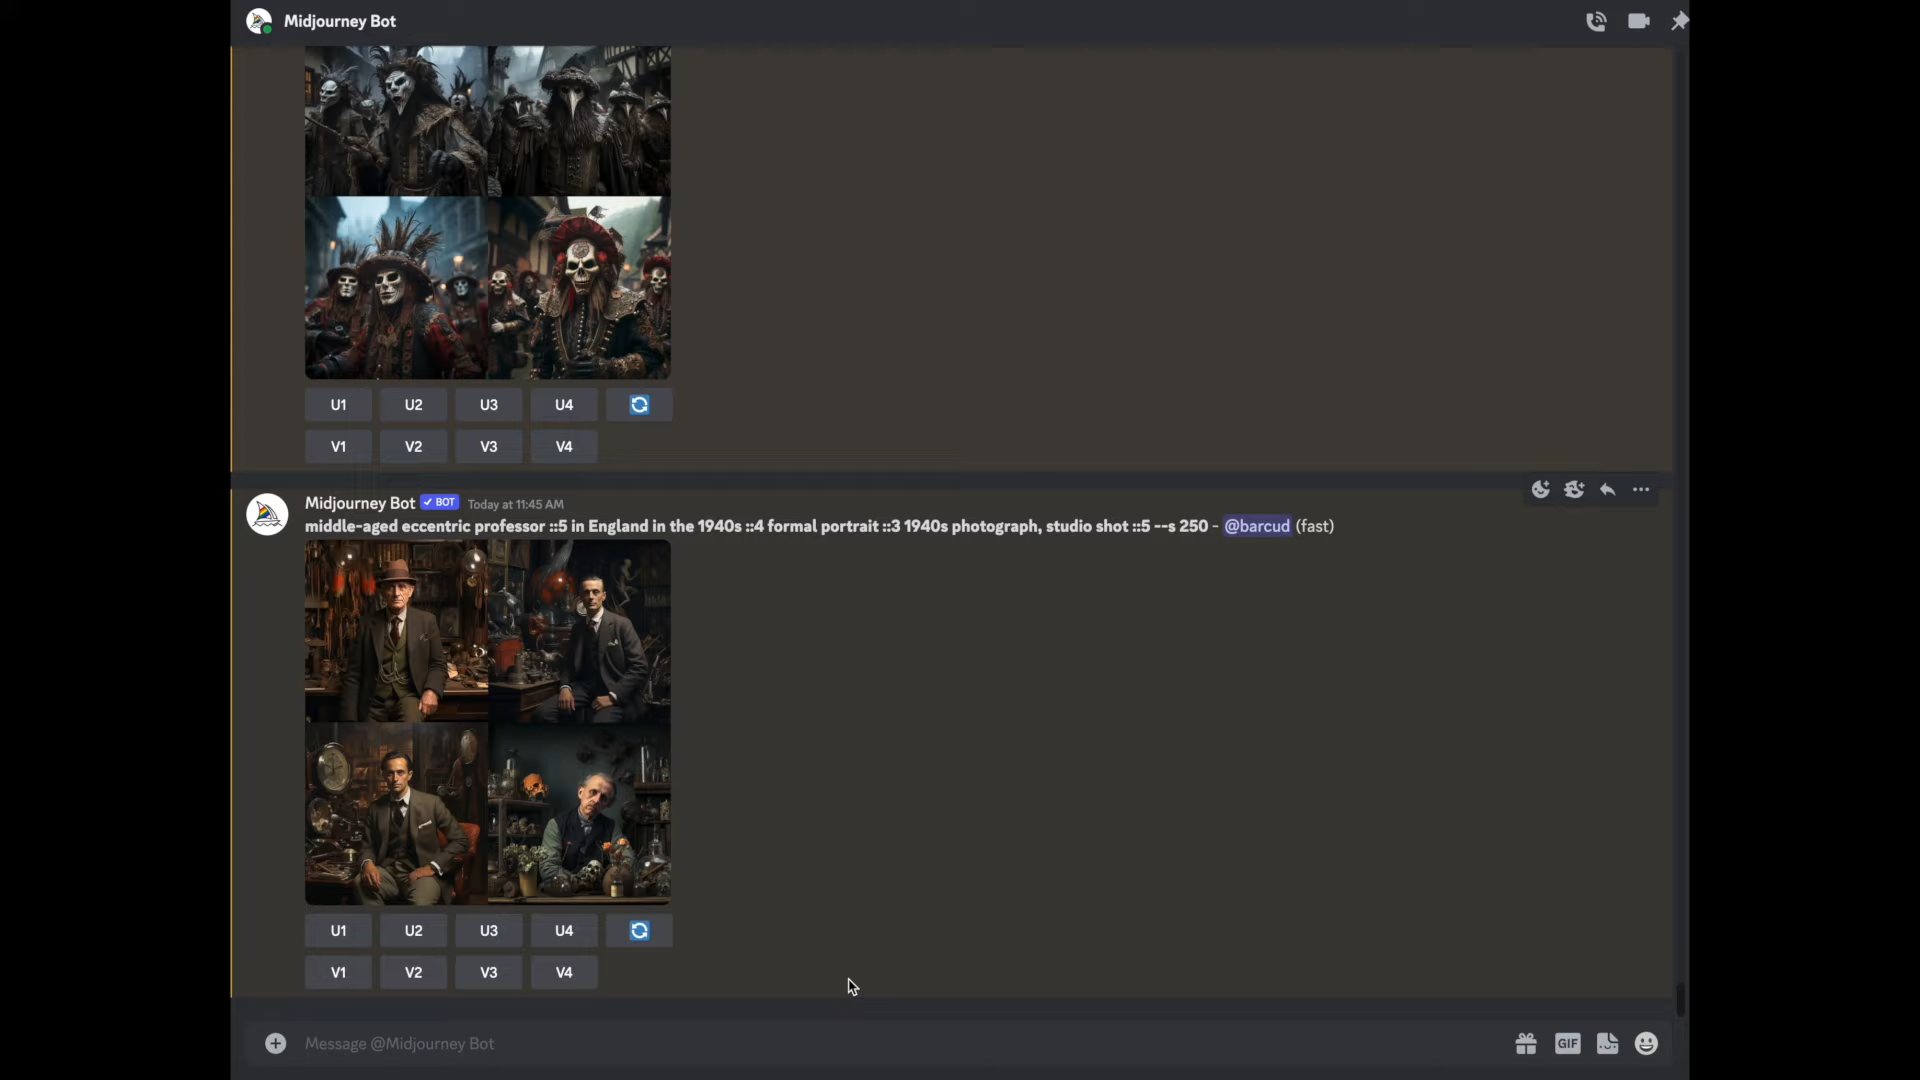 Midjourney Bot
U1 U2 U3 U4
V1 V2 V3 V4
Midjourney Bot ✓ BOT Today at 11:45 AM
middle-aged eccentric professor ::5 in England in the 1940s ::4 formal portrait ::3 1940s photograph, studio shot ::5 --s 250 - @barcud (fast)
U1 U2 U3 U4
V1 V2 V3 V4
Message @Midjourney Bot
GIF